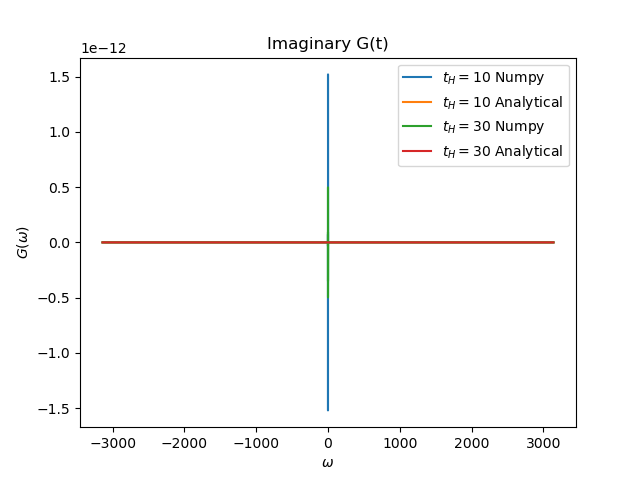 Imaginary G(t)
1e−12
1.5
1.0
0.5
0.0
−0.5
−1.0
−1.5
G(ω)
−3000 −2000 −1000 0 1000 2000 3000
ω
t_H = 10 Numpy
t_H = 10 Analytical
t_H = 30 Numpy
t_H = 30 Analytical